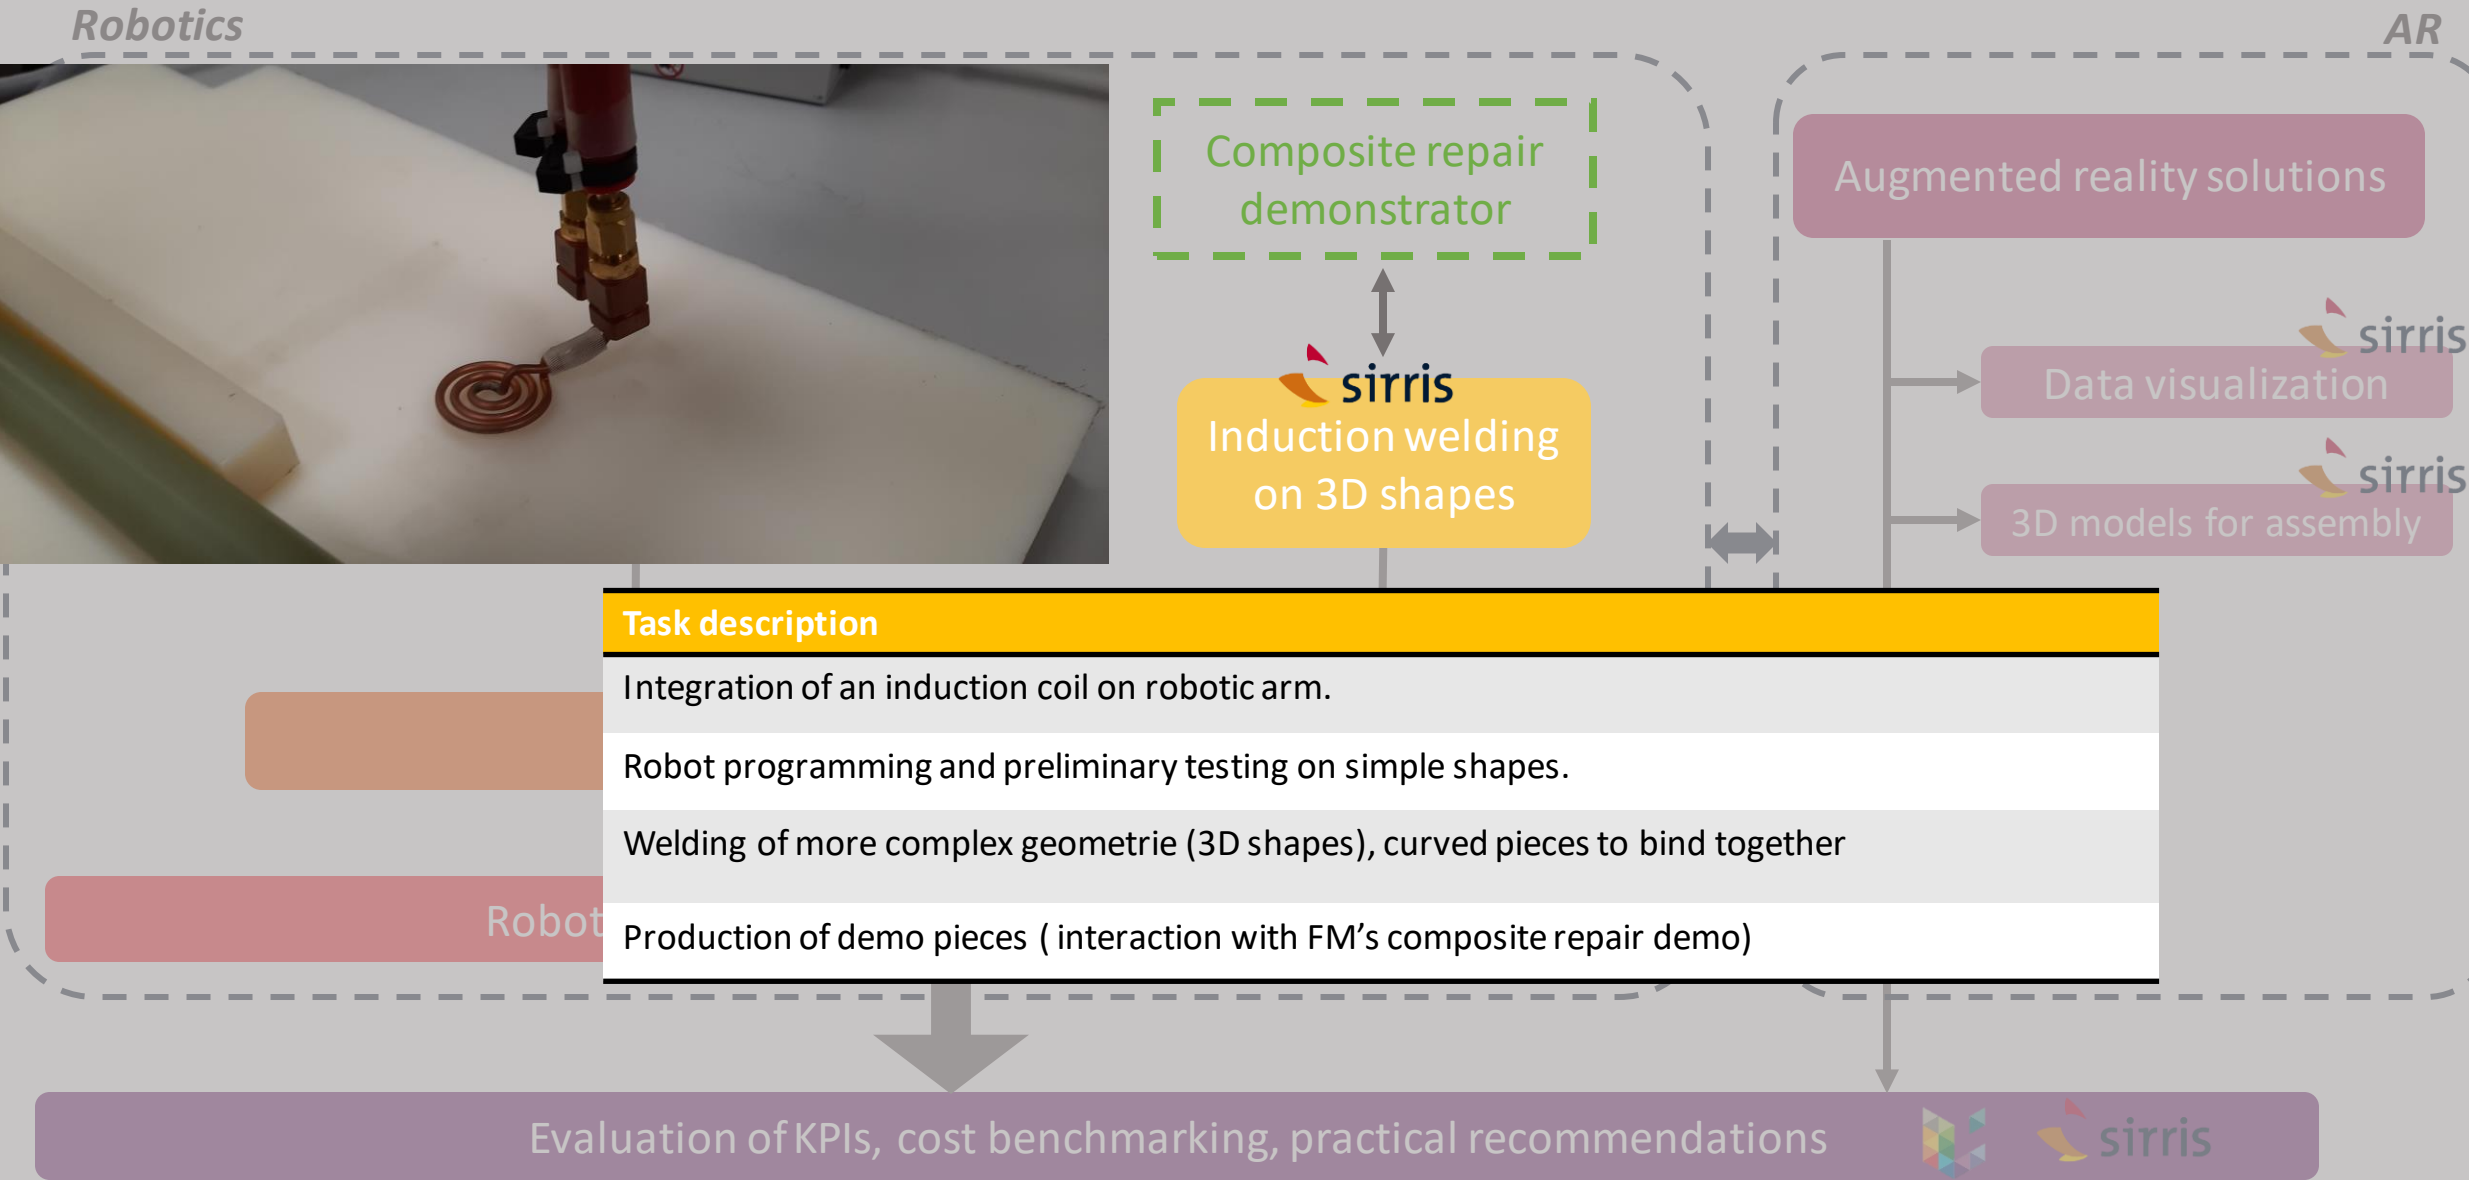 Robotics
AR
Composite repair
demonstrator
Augmented reality solutions
sirris
Data visualization
sirris
Induction welding
on 3D shapes
sirris
3D models for assembly
Task description
Integration of an induction coil on robotic arm.
Robot programming and preliminary testing on simple shapes.
Welding of more complex geometrie (3D shapes), curved pieces to bind together
Robot
Production of demo pieces ( interaction with FM’s composite repair demo)
Evaluation of KPIs, cost benchmarking, practical recommendations
sirris